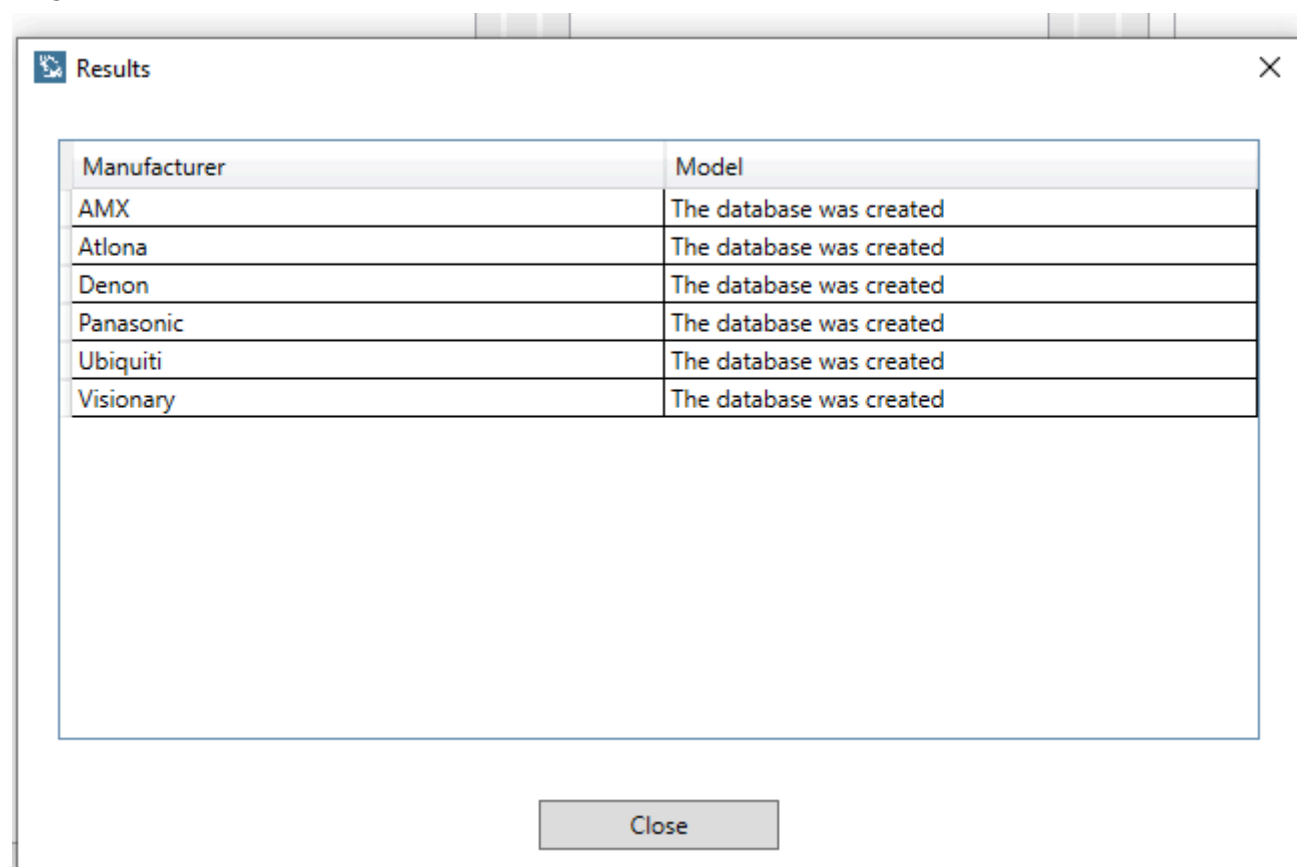 Results
Manufacturer Model
AMX The database was created
Atlona The database was created
Denon The database was created
Panasonic The database was created
Ubiquiti The database was created
Visionary The database was created
Close